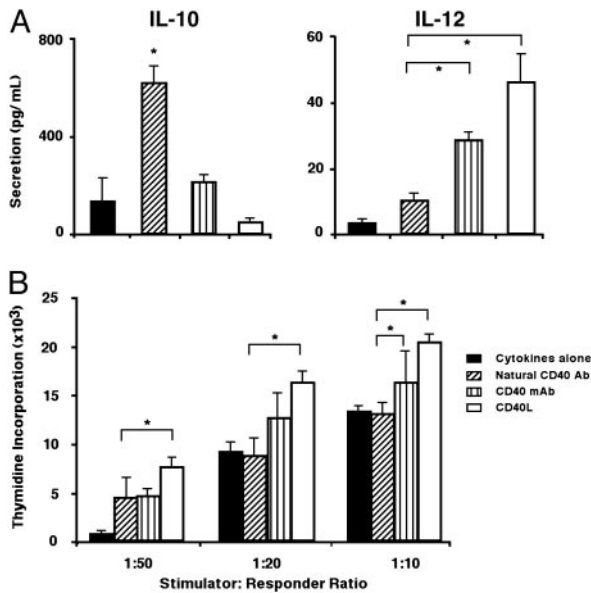 A
IL-10
IL-12
Secretion (pg/ mL)
800
400
0
*
60
40
20
0
*
*
B
Thymidine Incorporation (x10³)
25
20
15
10
5
0
*
*
*
*
1:50
1:20
1:10
Stimulator: Responder Ratio
Cytokines alone
Natural CD40 Ab
CD40 mAb
CD40L